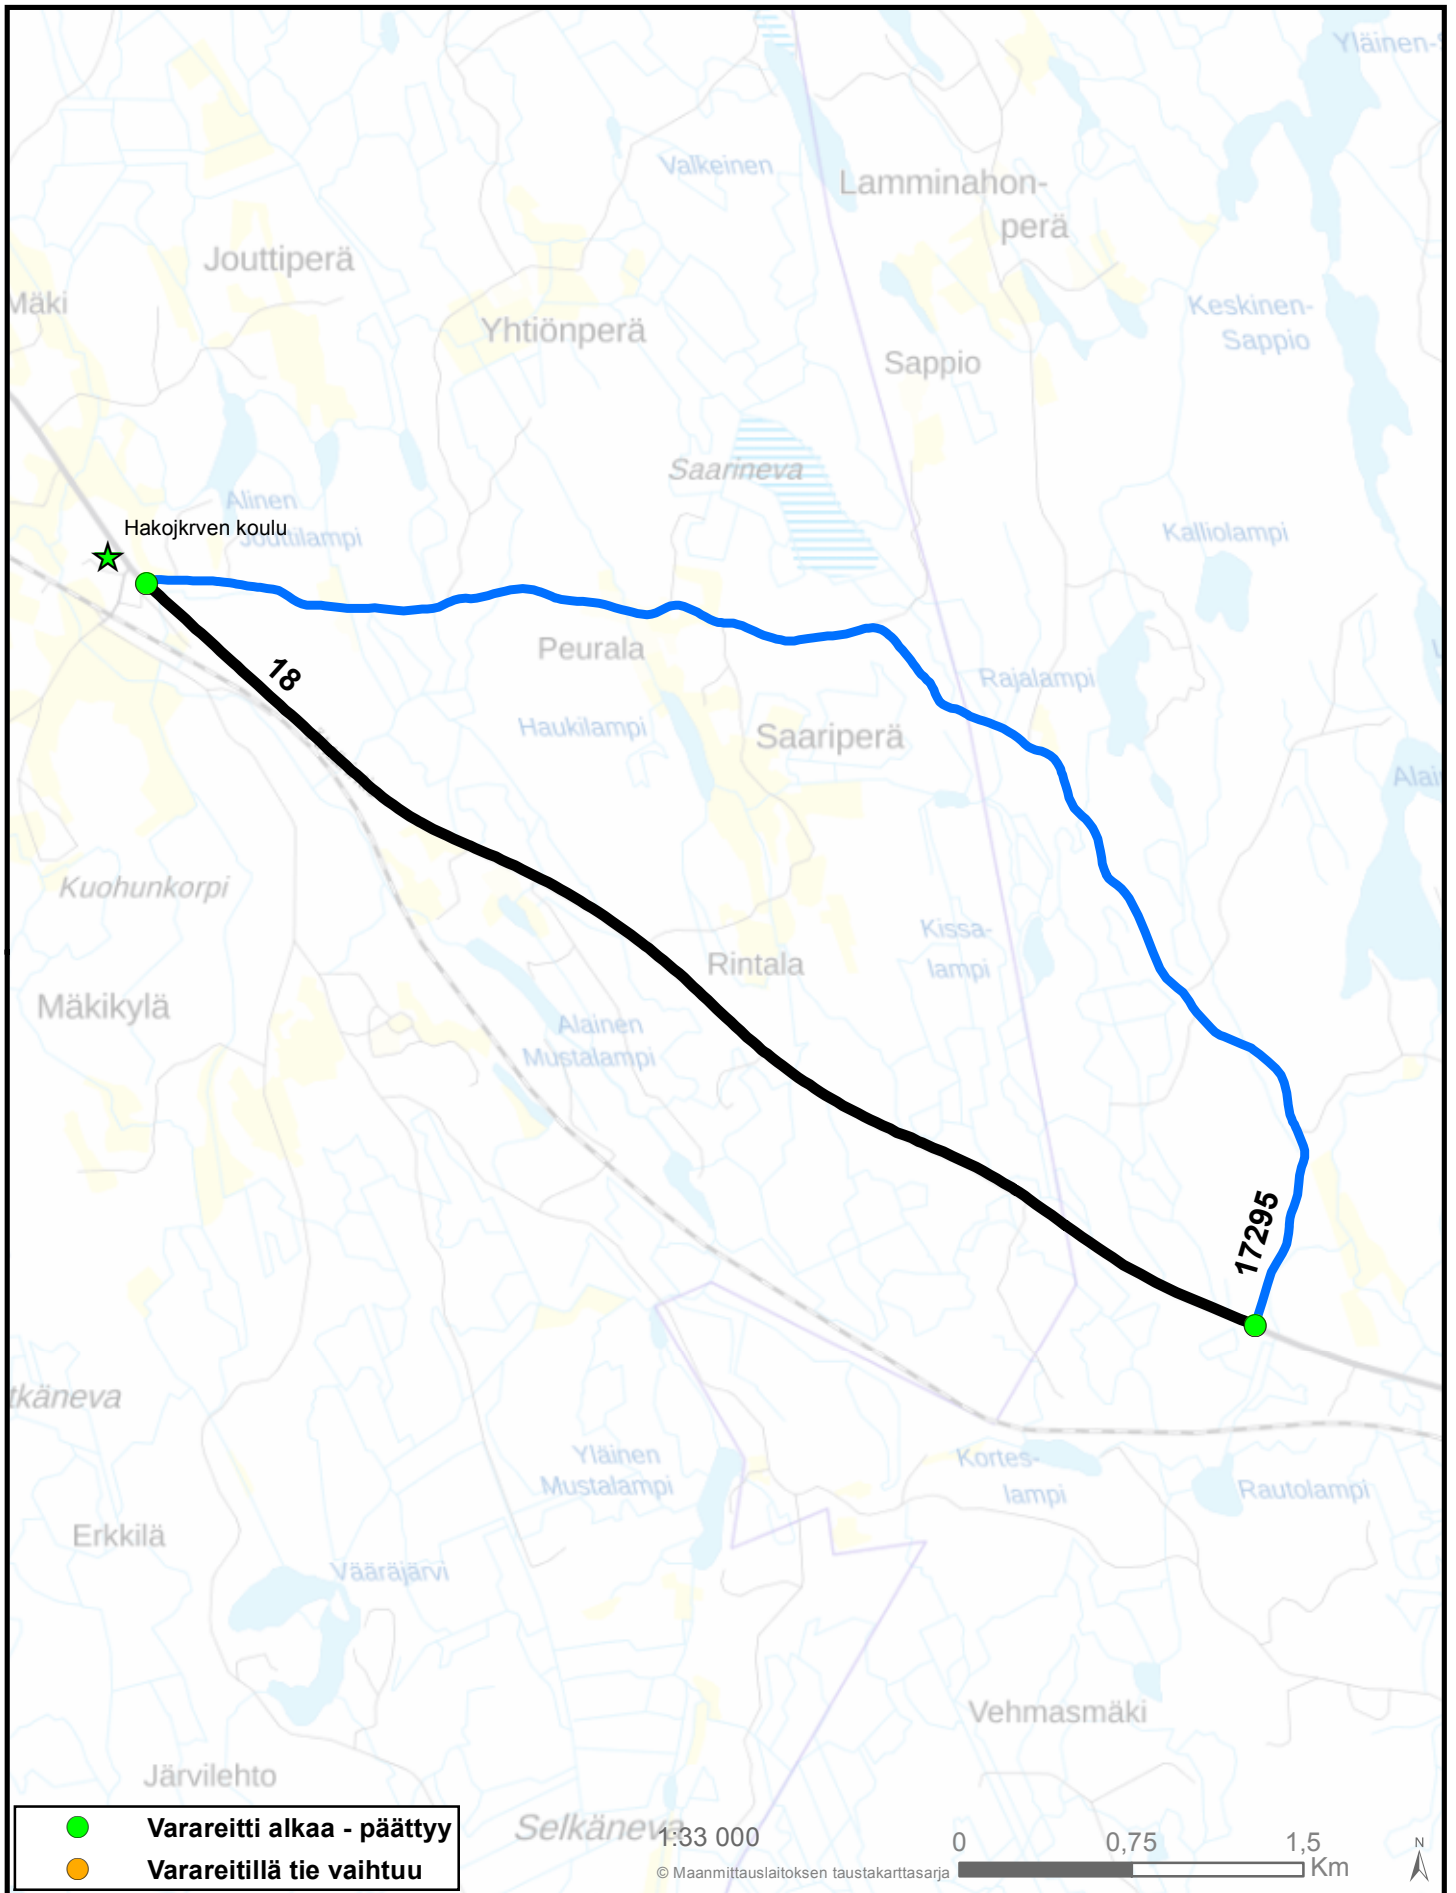 Yläinen-S
Valkeinen
Lamminahon-
perä
Jouttiperä
Mäki
Yhtiönperä
Keskinen-
Sappio
Sappio
Saarineva
Alinen
Jouttilampi
Hakojkrven koulu
Kalliolampi
18
Peurala
Haukilampi
Rajalampi
Saariperä
Alai
Kuohunkorpi
Kissa-
lampi
Rintala
Mäkikylä
Alainen
Mustalampi
17295
tkäneva
Yläinen
Mustalampi
Kortes-
lampi
Rautolampi
Erkkilä
Vääräjärvi
Vehmasmäki
Järvilehto
Selkäneva
Varareitti alkaa - päättyy
Varareitillä tie vaihtuu
1:33 000
© Maanmittauslaitoksen taustakarttasarja
0 0,75 1,5
Km
N